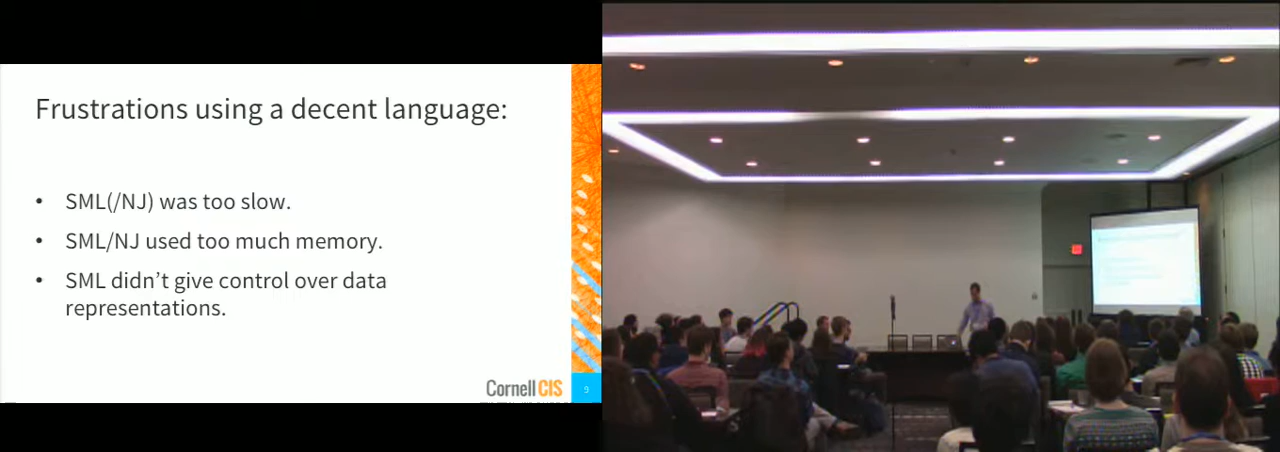 Frustrations using a decent language:
• SML(/NJ) was too slow.
• SML/NJ used too much memory.
• SML didn't give control over data
representations.
Cornell CIS
9